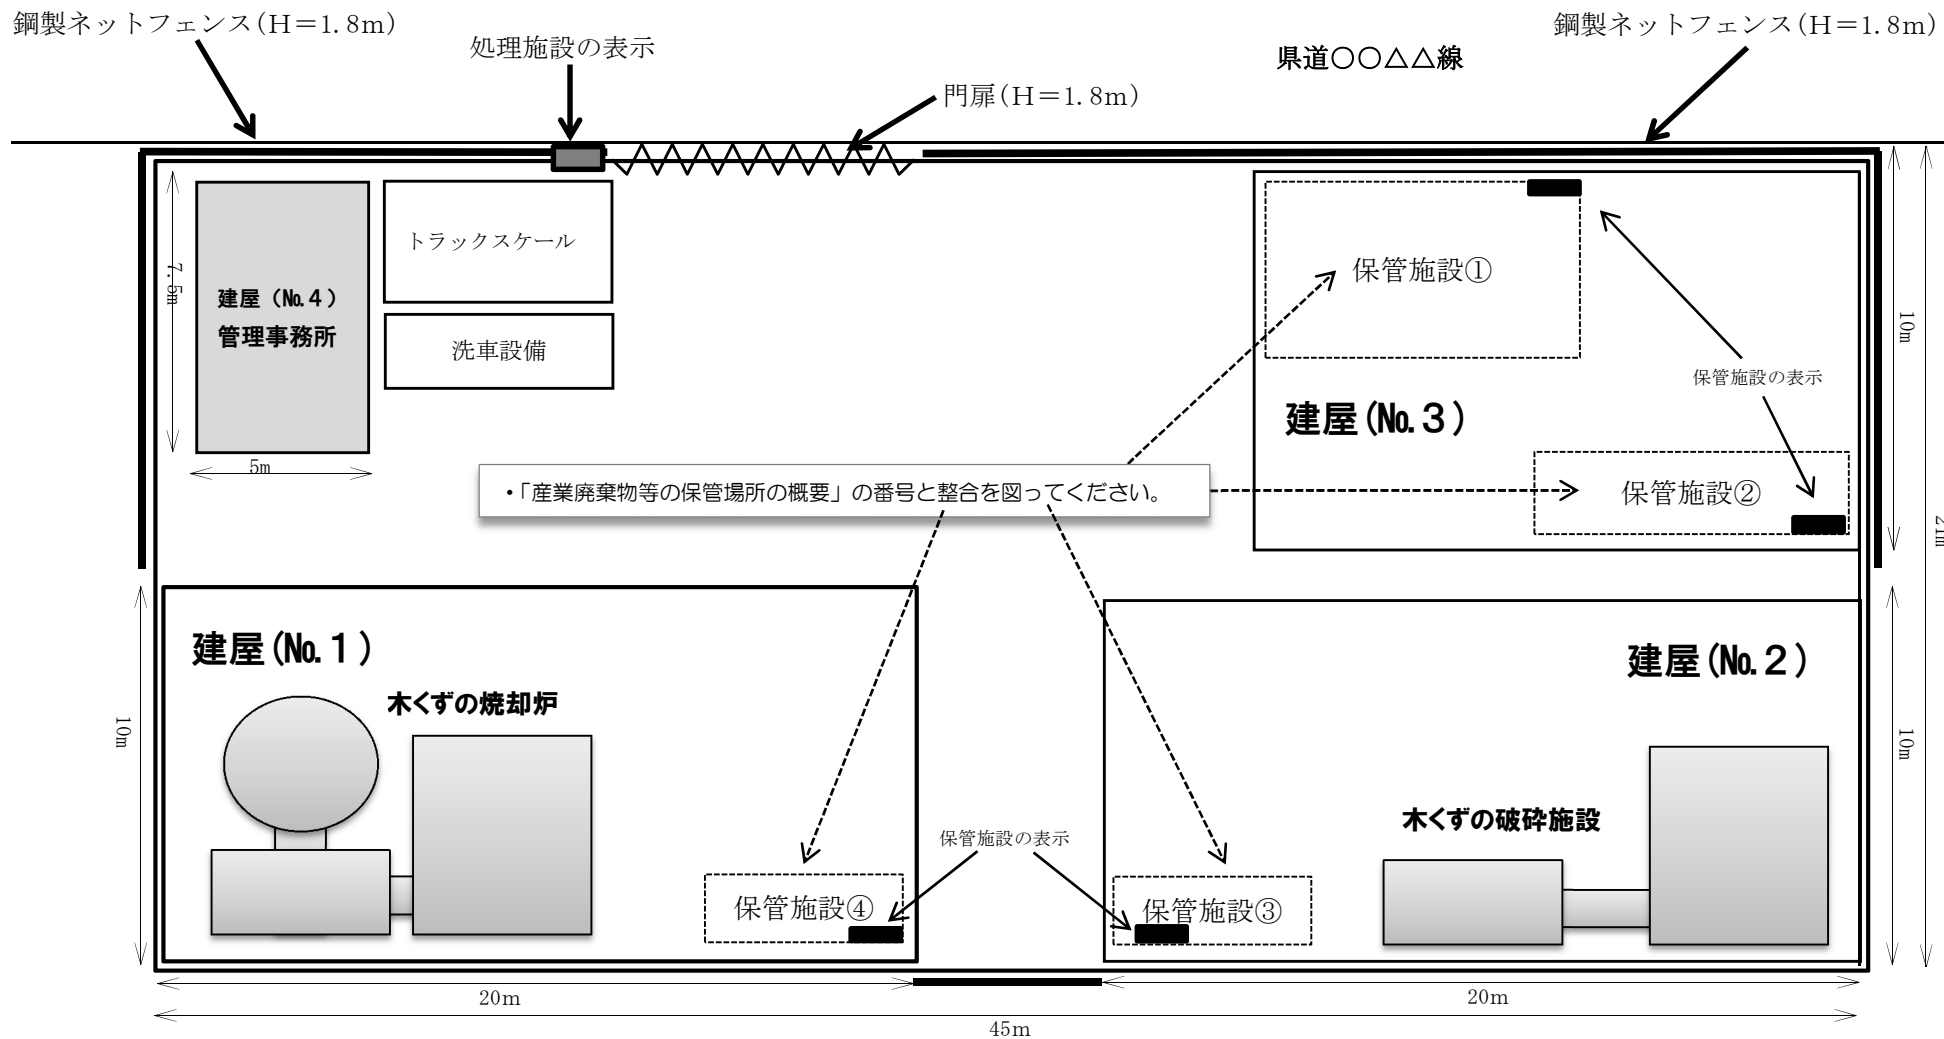 鋼製ネットフェンス(H＝1.8m)
処理施設の表示
県道○○△△線
鋼製ネットフェンス(H＝1.8m)
門扉(H＝1.8m)
トラックスケール
7.5m
建屋（№４）
管理事務所
洗車設備
5m
保管施設①
10m
保管施設の表示
建屋(№.３)
・「産業廃棄物等の保管場所の概要」の番号と整合を図ってください。
保管施設②
21m
建屋(№.１)
木くずの焼却炉
10m
保管施設④
保管施設の表示
建屋(№.２)
10m
木くずの破砕施設
保管施設③
20m
20m
45m